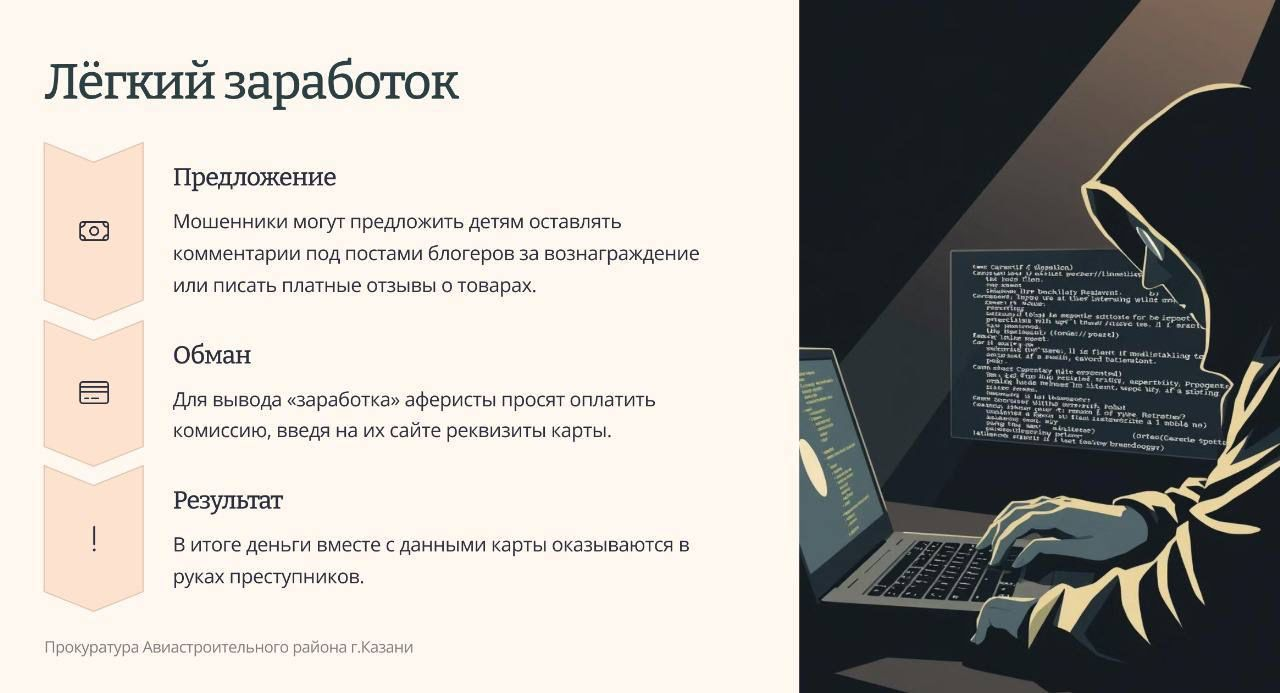 Лёгкий заработок
Предложение
Мошенники могут предложить детям оставлять
комментарии под постами блогеров за вознаграждение
или писать платные отзывы о товарах.
Обман
Для вывода «заработка» аферисты просят оплатить
комиссию, введя на их сайте реквизиты карты.
Результат
В итоге деньги вместе с данными карты оказываются в
руках преступников.
Прокуратура Авиастроительного района г.Казани